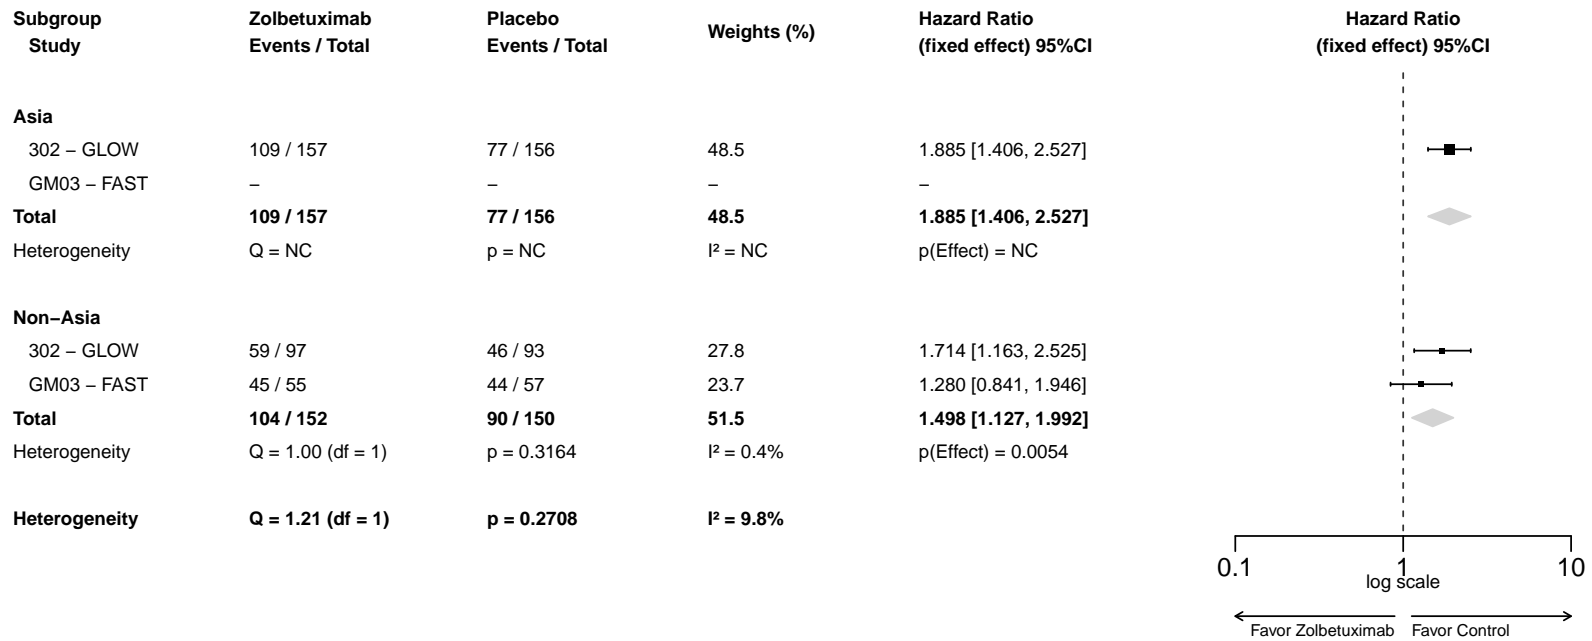 Subgroup Zolbetuximab Placebo Weights (%) Hazard Ratio Hazard Ratio
Study Events / Total Events / Total (fixed effect) 95%CI (fixed effect) 95%CI
Asia
302 − GLOW 109 / 157 77 / 156 48.5 1.885 [1.406, 2.527]
GM03 − FAST − − − −
Total 109 / 157 77 / 156 48.5 1.885 [1.406, 2.527]
Heterogeneity Q = NC p = NC I² = NC p(Effect) = NC
Non−Asia
302 − GLOW 59 / 97 46 / 93 27.8 1.714 [1.163, 2.525]
GM03 − FAST 45 / 55 44 / 57 23.7 1.280 [0.841, 1.946]
Total 104 / 152 90 / 150 51.5 1.498 [1.127, 1.992]
Heterogeneity Q = 1.00 (df = 1) p = 0.3164 I² = 0.4% p(Effect) = 0.0054
Heterogeneity Q = 1.21 (df = 1) p = 0.2708 I² = 9.8%
0.1 1 10
log scale
Favor Zolbetuximab Favor Control